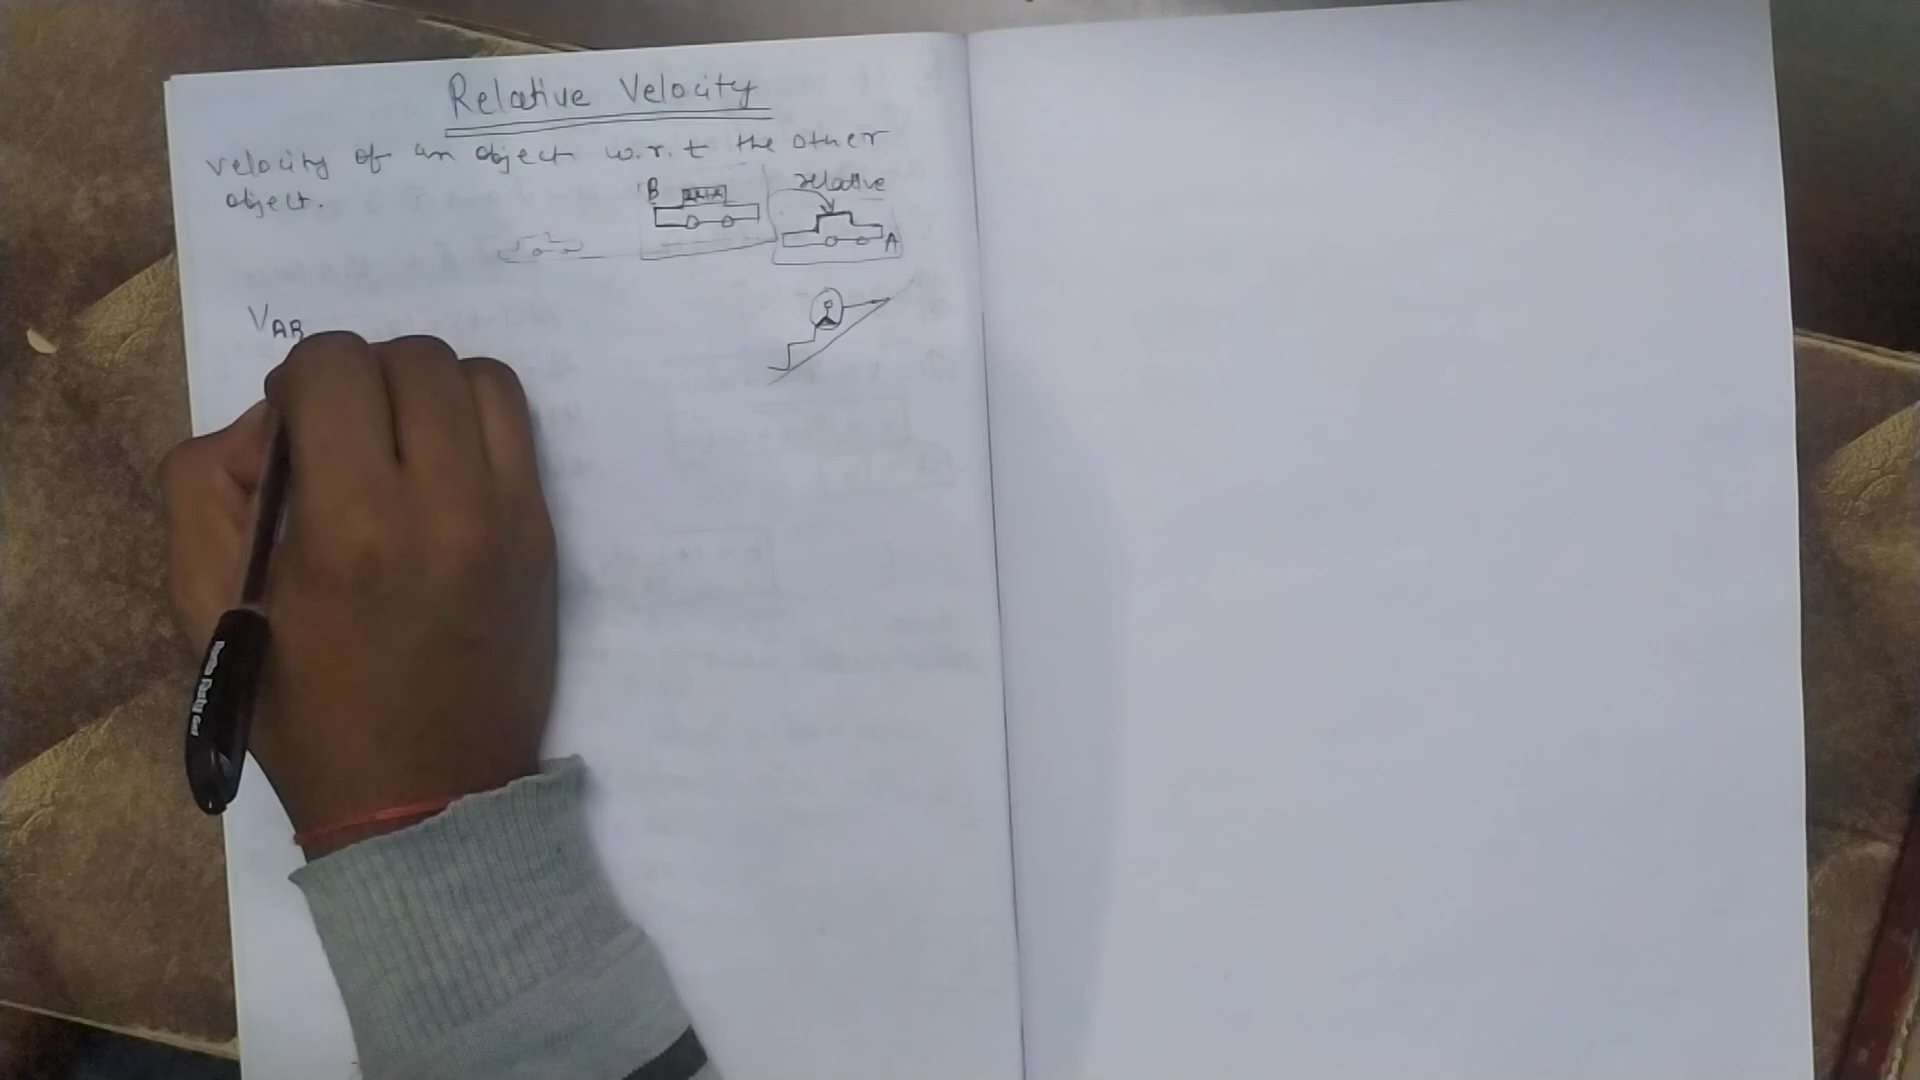 Relative Velocity
velocity of an object w.r.t the other
object.
B
relative
A
VAB